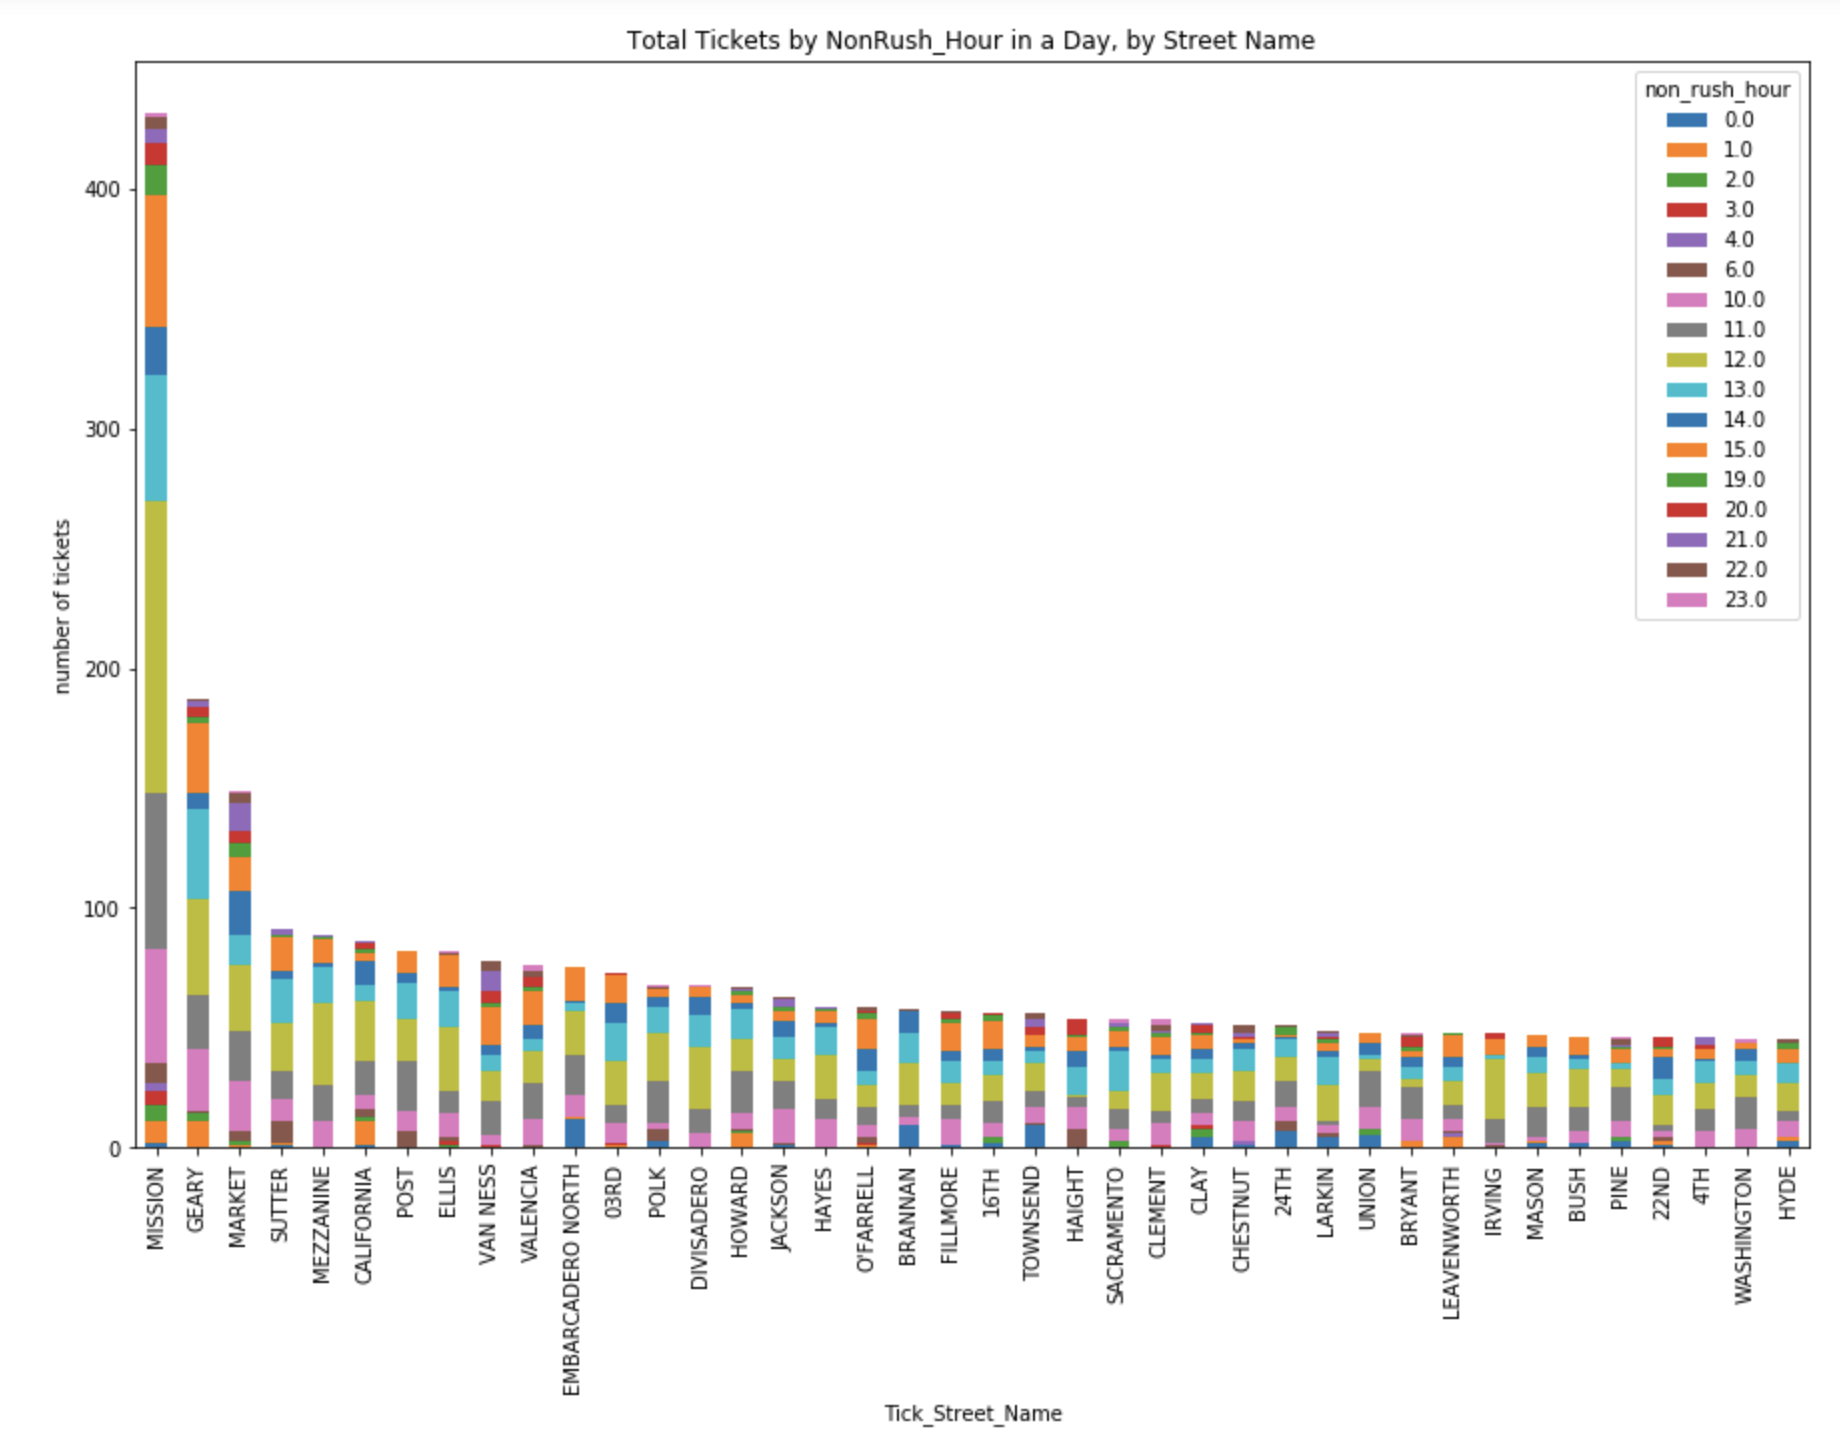 Total Tickets by NonRush_Hour in a Day, by Street Name
non_rush_hour
0.0
1.0
2.0
3.0
4.0
6.0
10.0
11.0
12.0
13.0
14.0
15.0
19.0
20.0
21.0
22.0
23.0
number of tickets
400
300
200
100
0
MISSION
GEARY
MARKET
SUTTER
MEZZANINE
CALIFORNIA
POST
ELLIS
VAN NESS
VALENCIA
EMBARCADERO NORTH
03RD
POLK
DIVISADERO
HOWARD
JACKSON
HAYES
O'FARRELL
BRANNAN
FILLMORE
16TH
TOWNSEND
HAIGHT
SACRAMENTO
CLEMENT
CLAY
CHESTNUT
24TH
LARKIN
UNION
BRYANT
LEAVENWORTH
IRVING
MASON
BUSH
PINE
22ND
4TH
WASHINGTON
HYDE
Tick_Street_Name